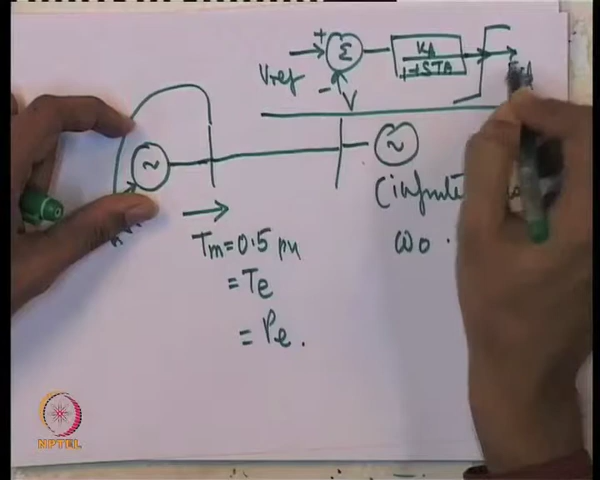 + Σ KA / 1+STA
Vref - V
~ ~
(infinite
Tm = 0.5 pu ω0
= Te
= Pe.
NPTEL